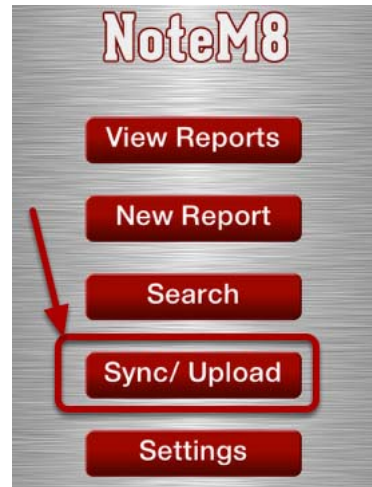 NoteM8
View Reports
New Report
Search
Sync/ Upload
Settings